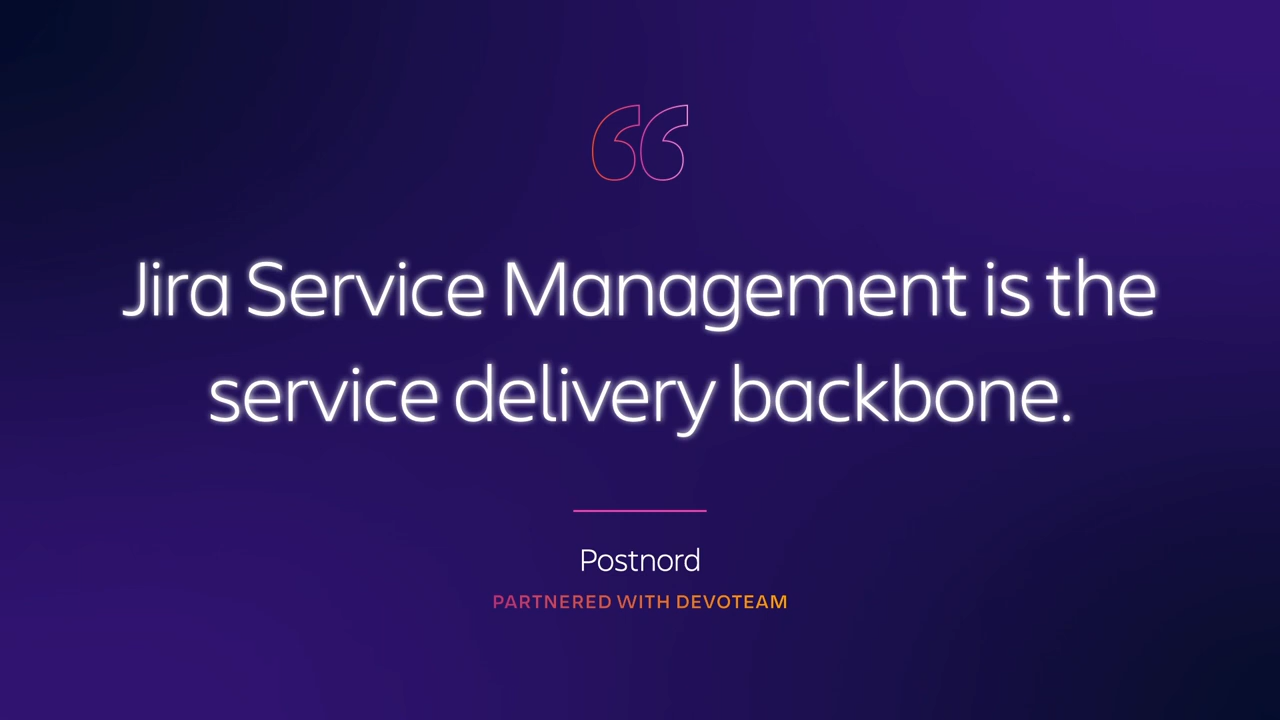 “
Jira Service Management is the
service delivery backbone.
Postnord
PARTNERED WITH DEVOTEAM